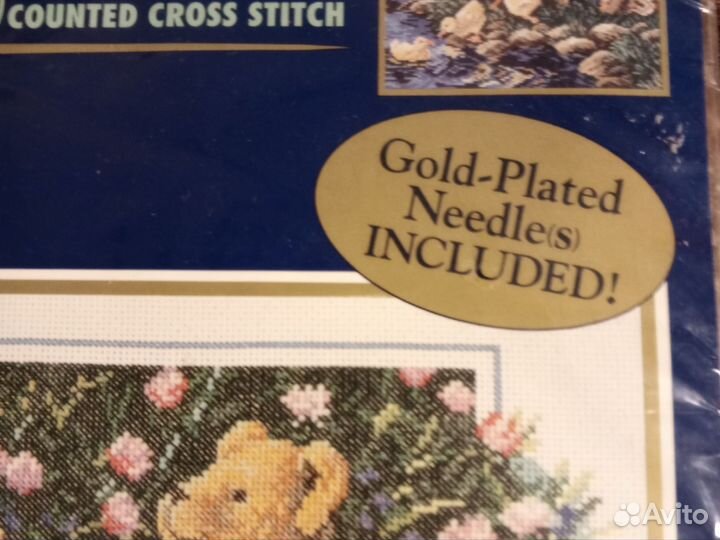 COUNTED CROSS STITCH
Gold-Plated
Needle(s)
INCLUDED!
Avito